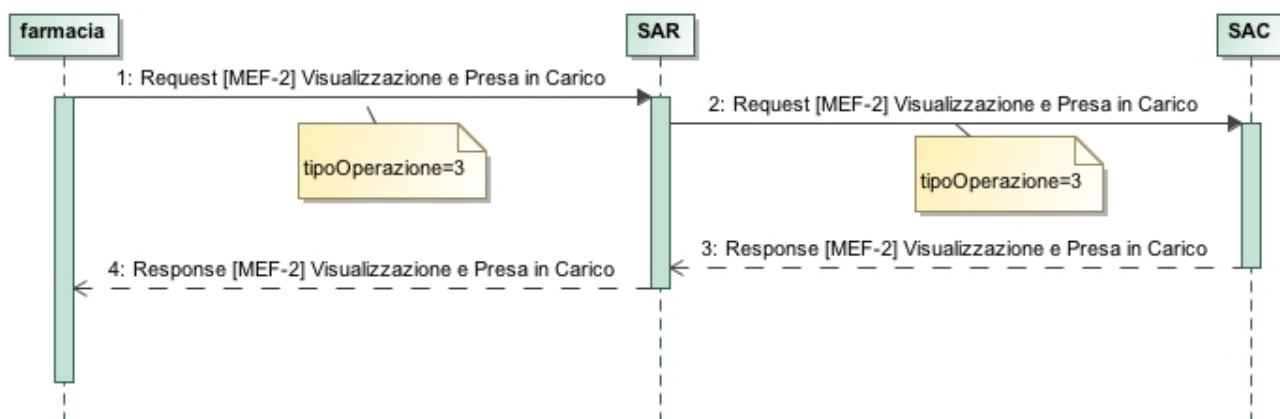 farmacia
SAR
SAC
1: Request [MEF-2] Visualizzazione e Presa in Carico
2: Request [MEF-2] Visualizzazione e Presa in Carico
tipoOperazione=3
tipoOperazione=3
3: Response [MEF-2] Visualizzazione e Presa in Carico
4: Response [MEF-2] Visualizzazione e Presa in Carico